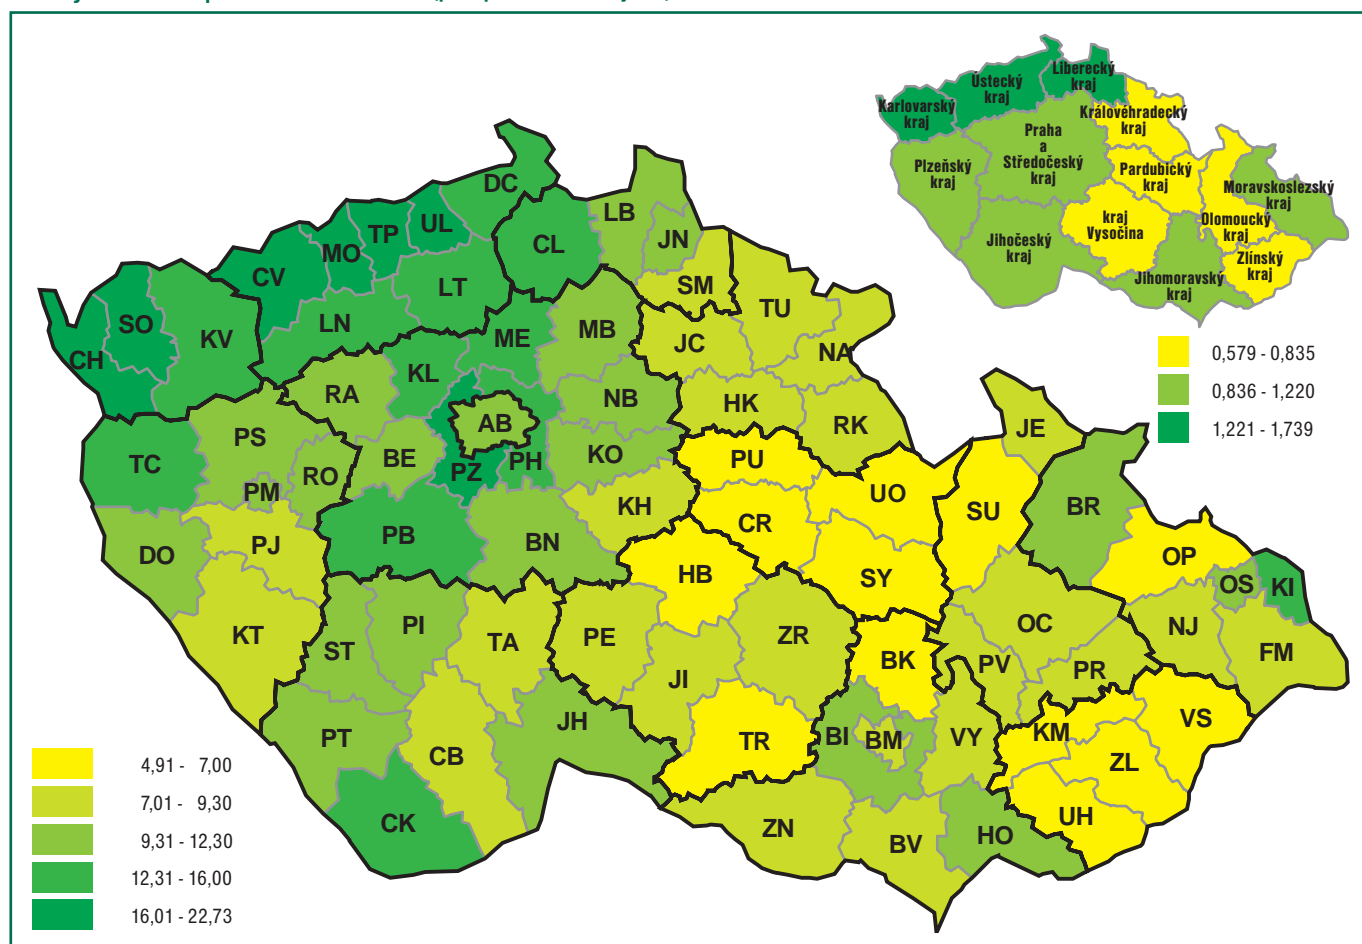 Karlovarský
kraj
Ústecký
kraj
Liberecký
kraj
Královéhradecký
kraj
Praha
a
Středočeský
kraj
Plzeňský
kraj
Pardubický
kraj
Moravskoslezský
kraj
kraj
Vysočina
Olomoucký
kraj
Jihočeský
kraj
Zlínský
kraj
Jihomoravský
kraj
0,579 - 0,835
0,836 - 1,220
1,221 - 1,739
DC
LB
UL
TP
JN
MO
CL
CV
LT
SM
TU
SO
KV
LN
ME
MB
JC
NA
CH
KL
RA
NB
HK
RK
AB
PS
JE
TC
BE
PZ
PH
KO
PU
RO
PM
UO
KH
CR
SU
BR
PJ
PB
BN
DO
OP
HB
SY
OS
KI
KT
ST
PI
TA
PE
ZR
OC
NJ
FM
BK
PV
PR
JI
PT
CB
JH
TR
BI
BM
VY
KM
VS
ZL
CK
ZN
BV
HO
UH
4,91 - 7,00
7,01 - 9,30
9,31 - 12,30
12,31 - 16,00
16,01 - 22,73